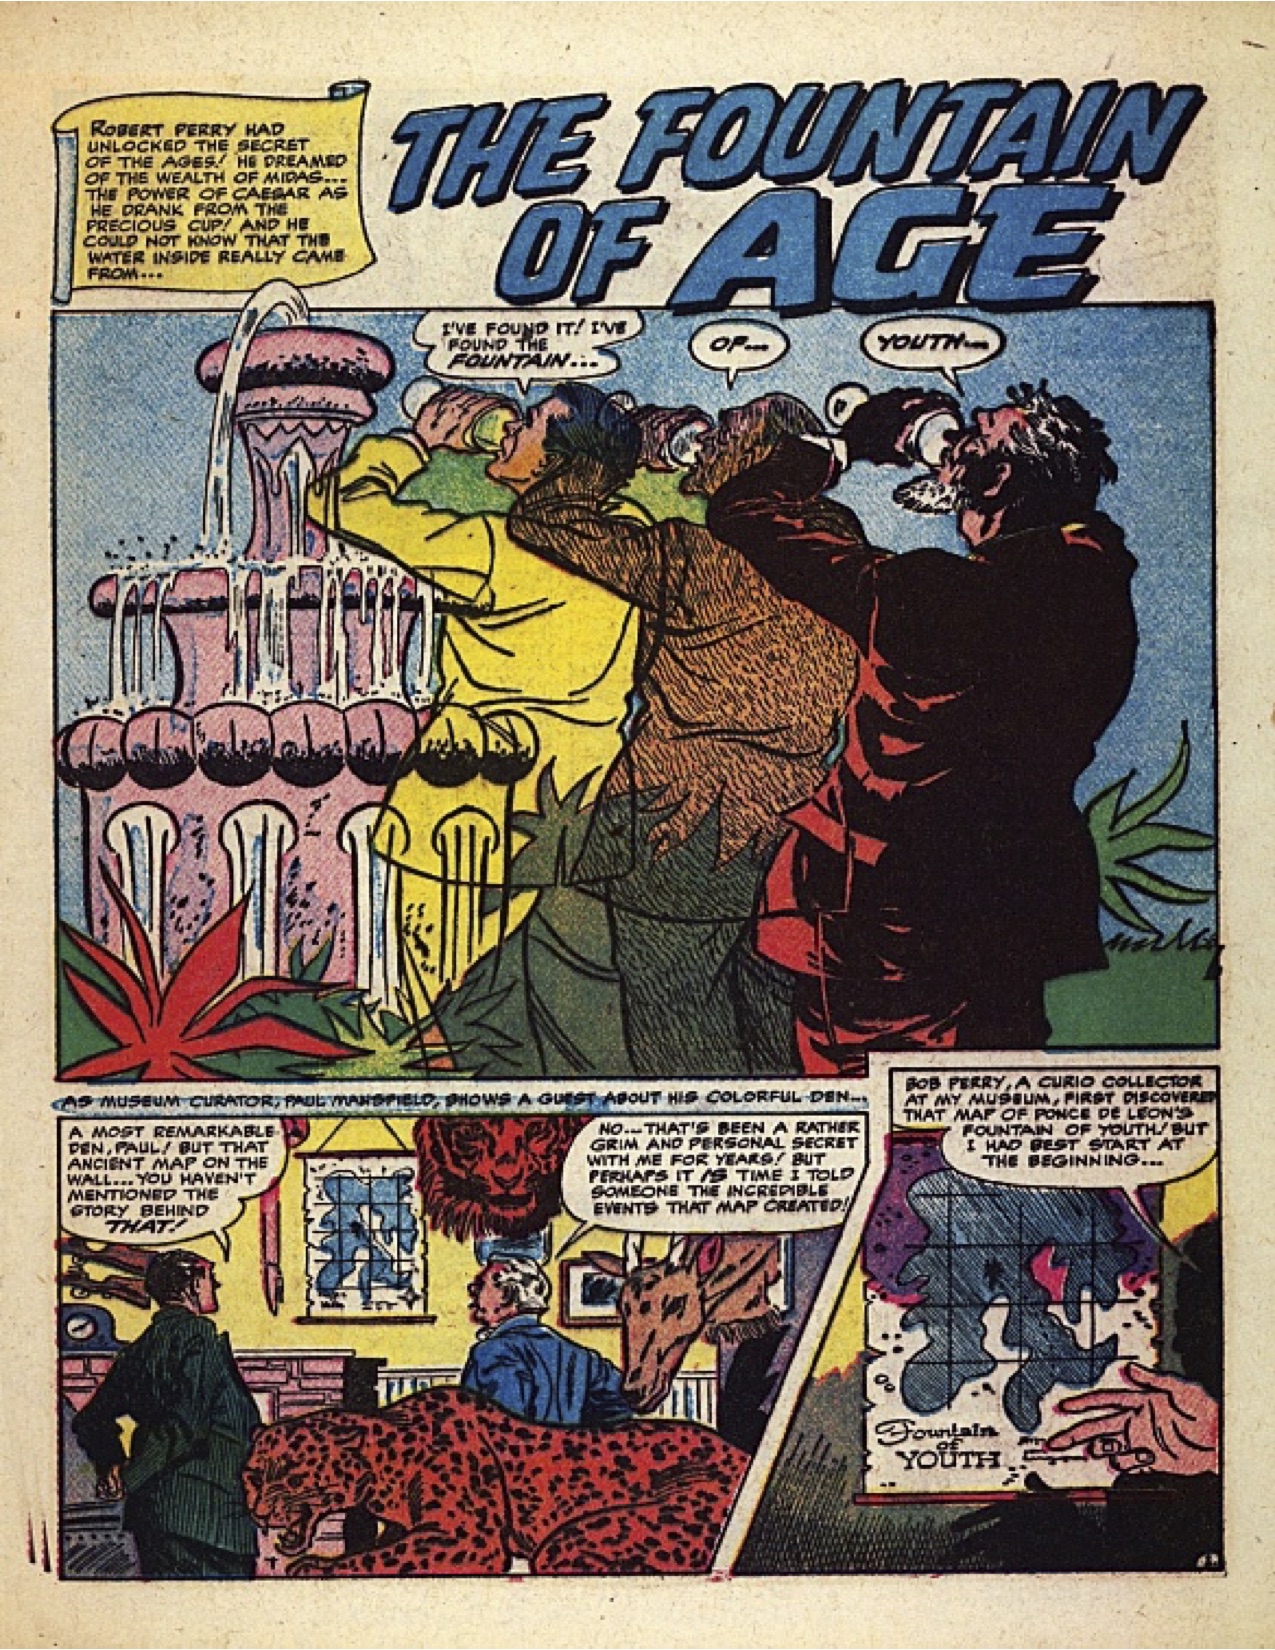 ROBERT PERRY HAD
UNLOCKED THE SECRET
OF THE AGES! HE DREAMED
OF THE WEALTH OF MIDAS...
THE POWER OF CAESAR AS
HE DRANK FROM THE
PRECIOUS CUP! AND HE
COULD NOT KNOW THAT THE
WATER INSIDE REALLY CAME
FROM...
THE FOUNTAIN
OF AGE
I'VE FOUND IT! I'VE
FOUND THE
FOUNTAIN...
OF...
YOUTH...
AS MUSEUM CURATOR, PAUL MANSFIELD, SHOWS A GUEST ABOUT HIS COLORFUL DEN...
A MOST REMARKABLE
DEN, PAUL! BUT THAT
ANCIENT MAP ON THE
WALL... YOU HAVEN'T
MENTIONED THE
STORY BEHIND
THAT!
NO... THAT'S BEEN A RATHER
GRIM AND PERSONAL SECRET
WITH ME FOR YEARS! BUT
PERHAPS IT IS TIME I TOLD
SOMEONE THE INCREDIBLE
EVENTS THAT MAP CREATED!
BOB PERRY, A CURIO COLLECTOR
AT MY MUSEUM, FIRST DISCOVERED
THAT MAP OF PONCE DE LEON'S
FOUNTAIN OF YOUTH! BUT
I HAD BEST START AT
THE BEGINNING...
Fountain
of
YOUTH
1